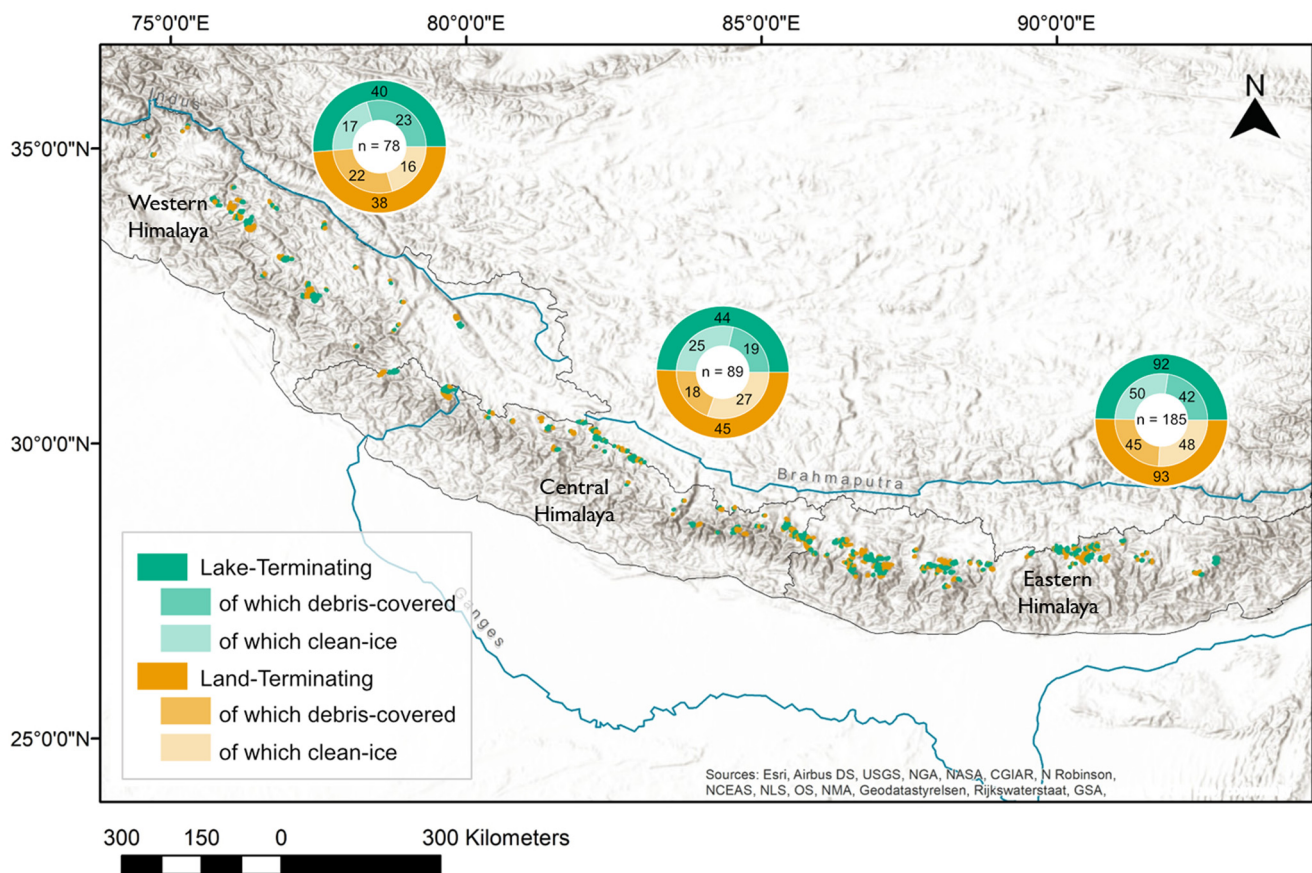 75°0'0"E
80°0'0"E
85°0'0"E
90°0'0"E
35°0'0"N
30°0'0"N
25°0'0"N
N
Indus
40
17
23
n = 78
22
16
38
Western
Himalaya
44
25
19
n = 89
18
27
45
92
50
42
n = 185
45
48
93
Brahmaputra
Central
Himalaya
Eastern
Himalaya
Ganges
Lake-Terminating
of which debris-covered
of which clean-ice
Land-Terminating
of which debris-covered
of which clean-ice
Sources: Esri, Airbus DS, USGS, NGA, NASA, CGIAR, N Robinson,
NCEAS, NLS, OS, NMA, Geodatastyrelsen, Rijkswaterstaat, GSA,
300 150 0 300 Kilometers